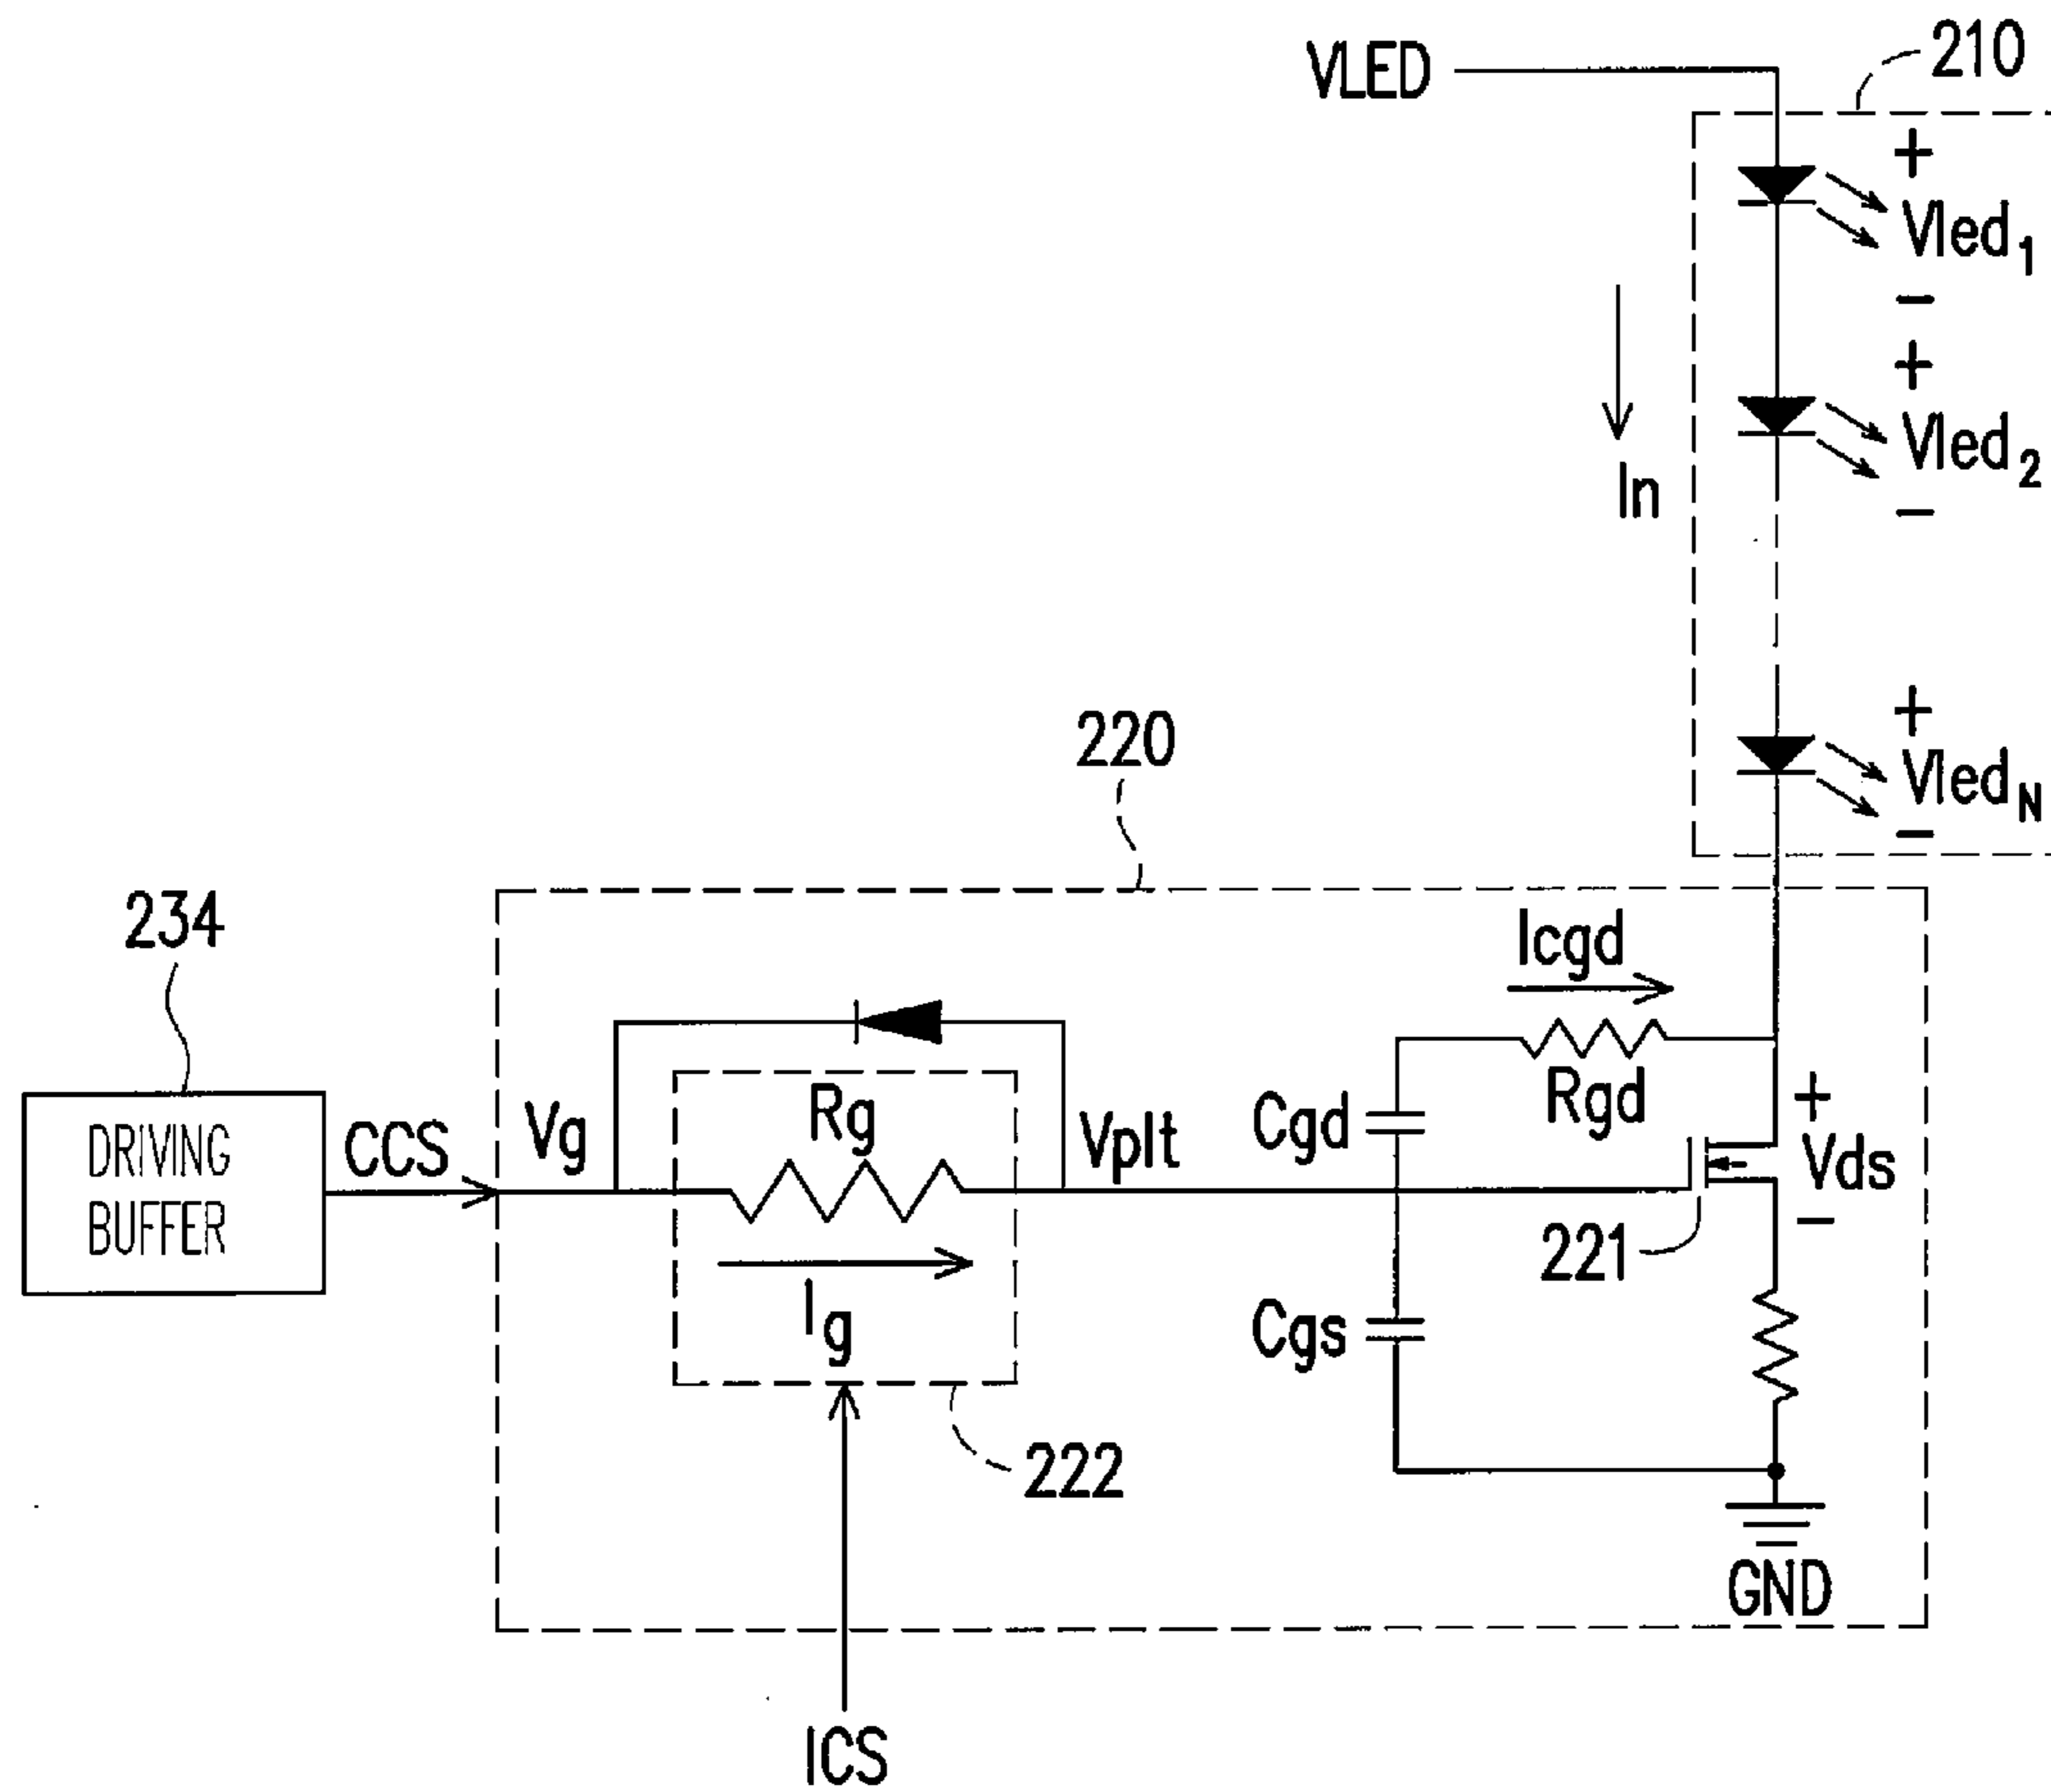 VLED
210
+
Vled1
−
+
Vled2
−
In
+
VledN
−
220
234
Icgd
DRIVING
BUFFER
CCS
Vg
Rg
Vplt
Cgd
Rgd
+
Vds
−
221
Ig
Cgs
222
GND
ICS